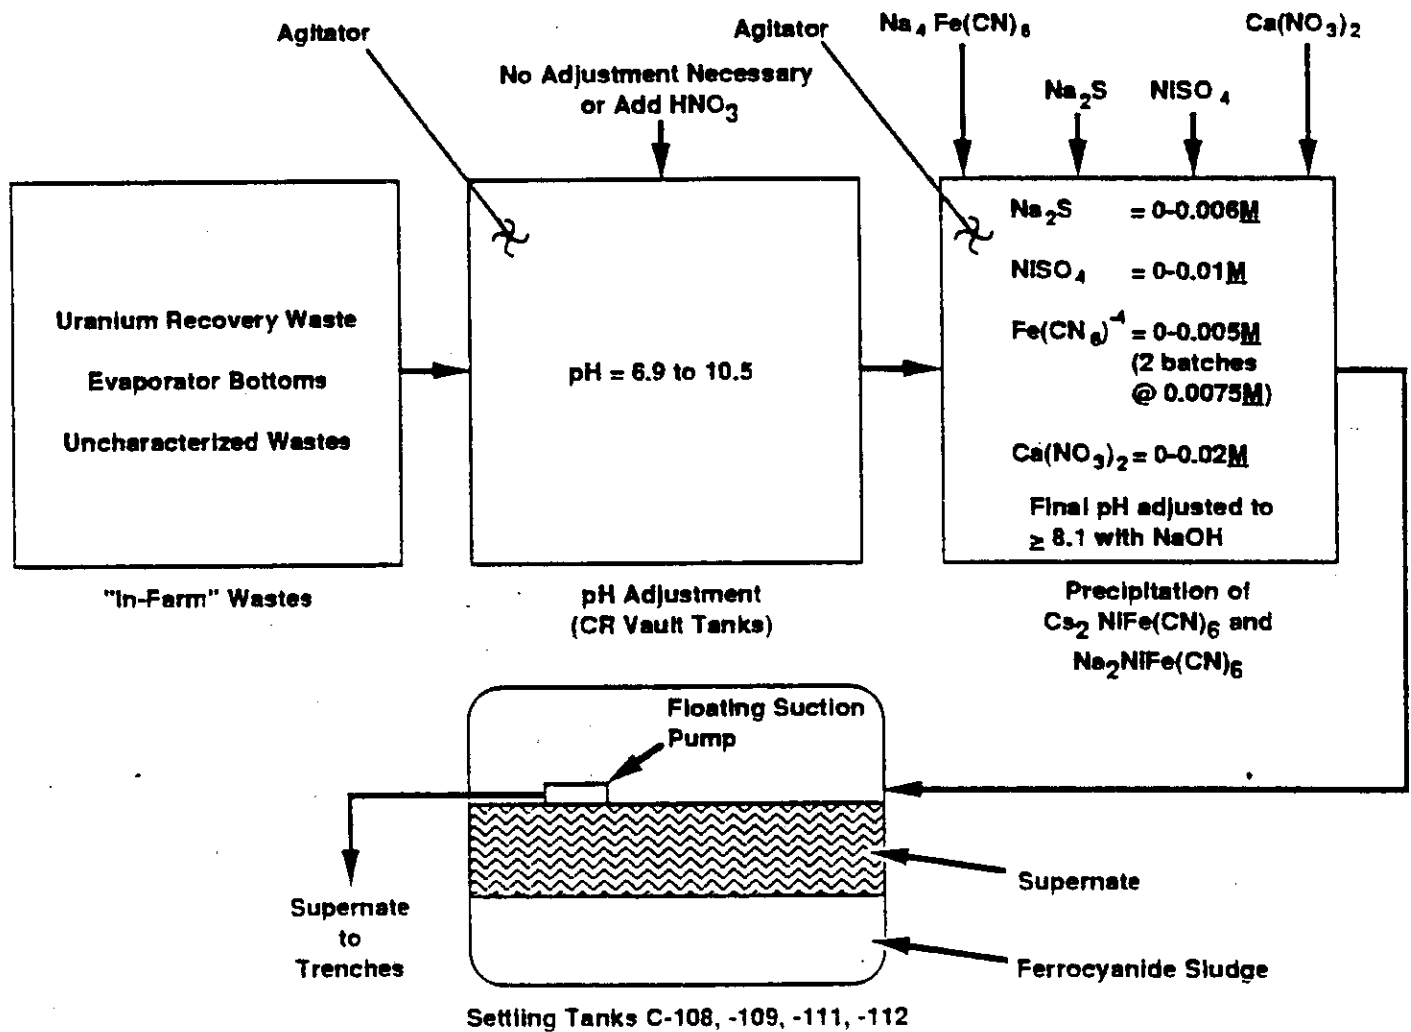 Agitator
No Adjustment Necessary
or Add HNO3
Agitator
Na4 Fe(CN)6
Na2S
NiSO4
Ca(NO3)2
Uranium Recovery Waste
Evaporator Bottoms
Uncharacterized Wastes
"In-Farm" Wastes
pH = 6.9 to 10.5
pH Adjustment
(CR Vault Tanks)
Na2S = 0-0.006M
NiSO4 = 0-0.01M
Fe(CN6)-4 = 0-0.005M
(2 batches
@ 0.0075M)
Ca(NO3)2 = 0-0.02M
Final pH adjusted to
≥ 8.1 with NaOH
Precipitation of
Cs2 NiFe(CN)6 and
Na2NiFe(CN)6
Floating Suction
Pump
Supernate
to
Trenches
Supernate
Ferrocyanide Sludge
Settling Tanks C-108, -109, -111, -112